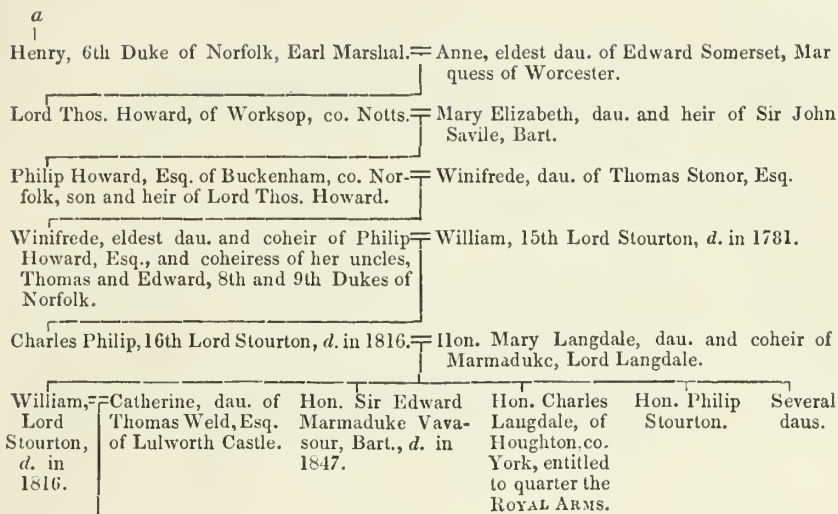 a
Henry, 6th Duke of Norfolk, Earl Marshal.
Anne, eldest dau. of Edward Somerset, Mar
quess of Worcester.
Lord Thos. Howard, of Worksop, co. Notts.
Mary Elizabeth, dau. and heir of Sir John
Savile, Bart.
Philip Howard, Esq. of Buckenham, co. Nor-
folk, son and heir of Lord Thos. Howard.
Winifrede, dau. of Thomas Stonor, Esq.
Winifrede, eldest dau. and coheir of Philip
Howard, Esq., and coheiress of her uncles,
Thomas and Edward, 8th and 9th Dukes of
Norfolk.
William, 15th Lord Stourton, d. in 1781.
Charles Philip, 16th Lord Stourton, d. in 1816.
Hon. Mary Langdale, dau. and coheir of
Marmaduke, Lord Langdale.
William,
Lord
Stourton,
d. in
1816.
Catherine, dau. of
Thomas Weld, Esq.
of Lulworth Castle.
Hon. Sir Edward
Marmaduke Vava-
sour, Bart., d. in
1847.
Hon. Charles
Langdale, of
Houghton, co.
York, entitled
to quarter the
ROYAL ARMS.
Hon. Philip
Stourton.
Several
daus.